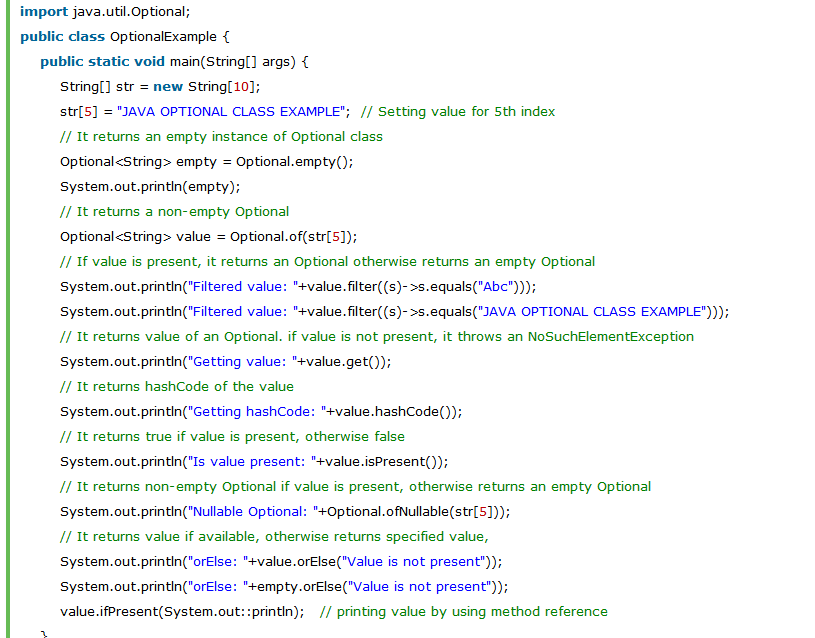 import java.util.Optional;
public class OptionalExample {
public static void main(String[] args) {
String[] str = new String[10];
str[5] = "JAVA OPTIONAL CLASS EXAMPLE";  // Setting value for 5th index
// It returns an empty instance of Optional class
Optional<String> empty = Optional.empty();
System.out.println(empty);
// It returns a non-empty Optional
Optional<String> value = Optional.of(str[5]);
// If value is present, it returns an Optional otherwise returns an empty Optional
System.out.println("Filtered value: "+value.filter((s)->s.equals("Abc")));
System.out.println("Filtered value: "+value.filter((s)->s.equals("JAVA OPTIONAL CLASS EXAMPLE")));
// It returns value of an Optional. if value is not present, it throws an NoSuchElementException
System.out.println("Getting value: "+value.get());
// It returns hashCode of the value
System.out.println("Getting hashCode: "+value.hashCode());
// It returns true if value is present, otherwise false
System.out.println("Is value present: "+value.isPresent());
// It returns non-empty Optional if value is present, otherwise returns an empty Optional
System.out.println("Nullable Optional: "+Optional.ofNullable(str[5]));
// It returns value if available, otherwise returns specified value,
System.out.println("orElse: "+value.orElse("Value is not present"));
System.out.println("orElse: "+empty.orElse("Value is not present"));
value.ifPresent(System.out::println);  // printing value by using method reference
}